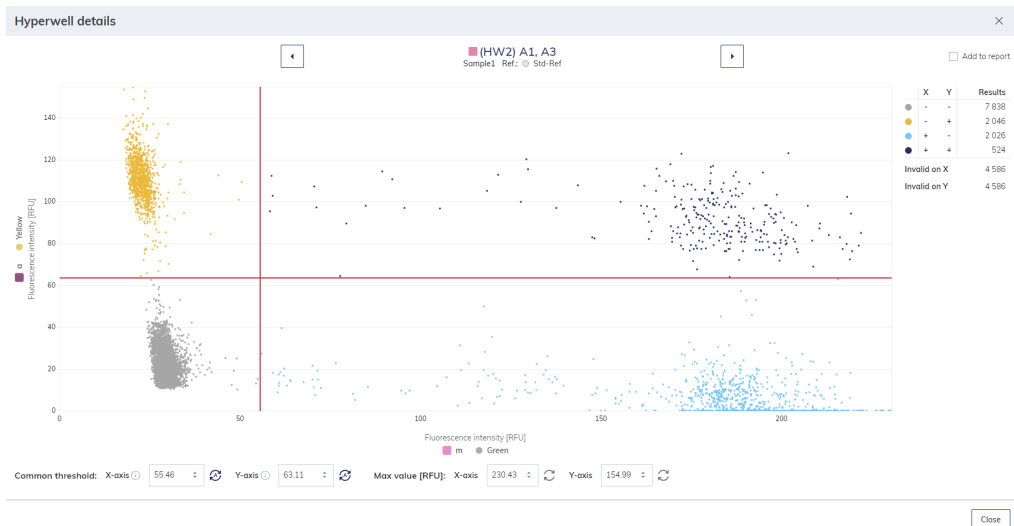 Hyperwell details
(HW2) A1, A3
Sample1 Ref.: Std-Ref
Add to report
X Y Results
- - 7 838
- + 2 046
+ - 2 026
+ + 524
Invalid on X 4 586
Invalid on Y 4 586
140
120
100
80
60
40
20
0
Fluorescence intensity [RFU]
a Yellow
0 50 100 150 200
Fluorescence intensity [RFU]
m Green
Common threshold: X-axis 55.46 Y-axis 63.11 Max value [RFU]: X-axis 230.43 Y-axis 154.99
Close